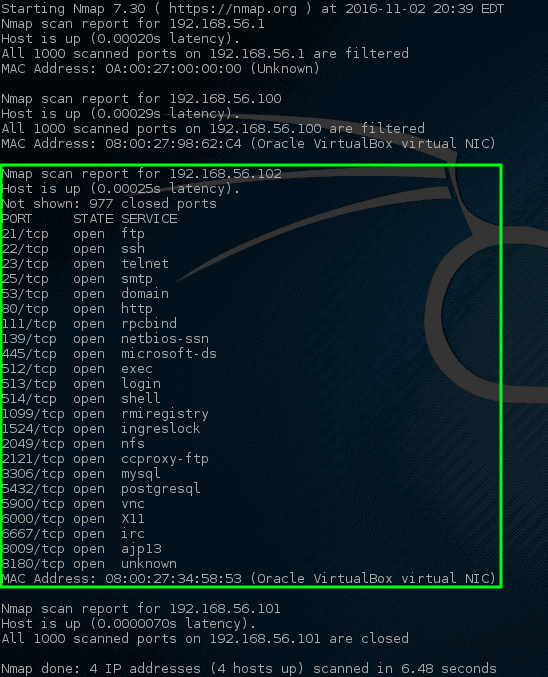 Starting Nmap 7.30 ( https://nmap.org ) at 2016-11-02 20:39 EDT
Nmap scan report for 192.168.56.1
Host is up (0.00020s latency).
All 1000 scanned ports on 192.168.56.1 are filtered
MAC Address: 0A:00:27:00:00:00 (Unknown)
Nmap scan report for 192.168.56.100
Host is up (0.00029s latency).
All 1000 scanned ports on 192.168.56.100 are filtered
MAC Address: 08:00:27:98:62:C4 (Oracle VirtualBox virtual NIC)
Nmap scan report for 192.168.56.102
Host is up (0.00025s latency).
Not shown: 977 closed ports
PORT     STATE SERVICE
21/tcp   open  ftp
22/tcp   open  ssh
23/tcp   open  telnet
25/tcp   open  smtp
53/tcp   open  domain
80/tcp   open  http
111/tcp  open  rpcbind
139/tcp  open  netbios-ssn
445/tcp  open  microsoft-ds
512/tcp  open  exec
513/tcp  open  login
514/tcp  open  shell
1099/tcp open  rmiregistry
1524/tcp open  ingreslock
2049/tcp open  nfs
2121/tcp open  ccproxy-ftp
3306/tcp open  mysql
5432/tcp open  postgresql
5900/tcp open  vnc
6000/tcp open  X11
6667/tcp open  irc
8009/tcp open  ajp13
8180/tcp open  unknown
MAC Address: 08:00:27:34:58:53 (Oracle VirtualBox virtual NIC)
Nmap scan report for 192.168.56.101
Host is up (0.0000070s latency).
All 1000 scanned ports on 192.168.56.101 are closed
Nmap done: 4 IP addresses (4 hosts up) scanned in 6.48 seconds